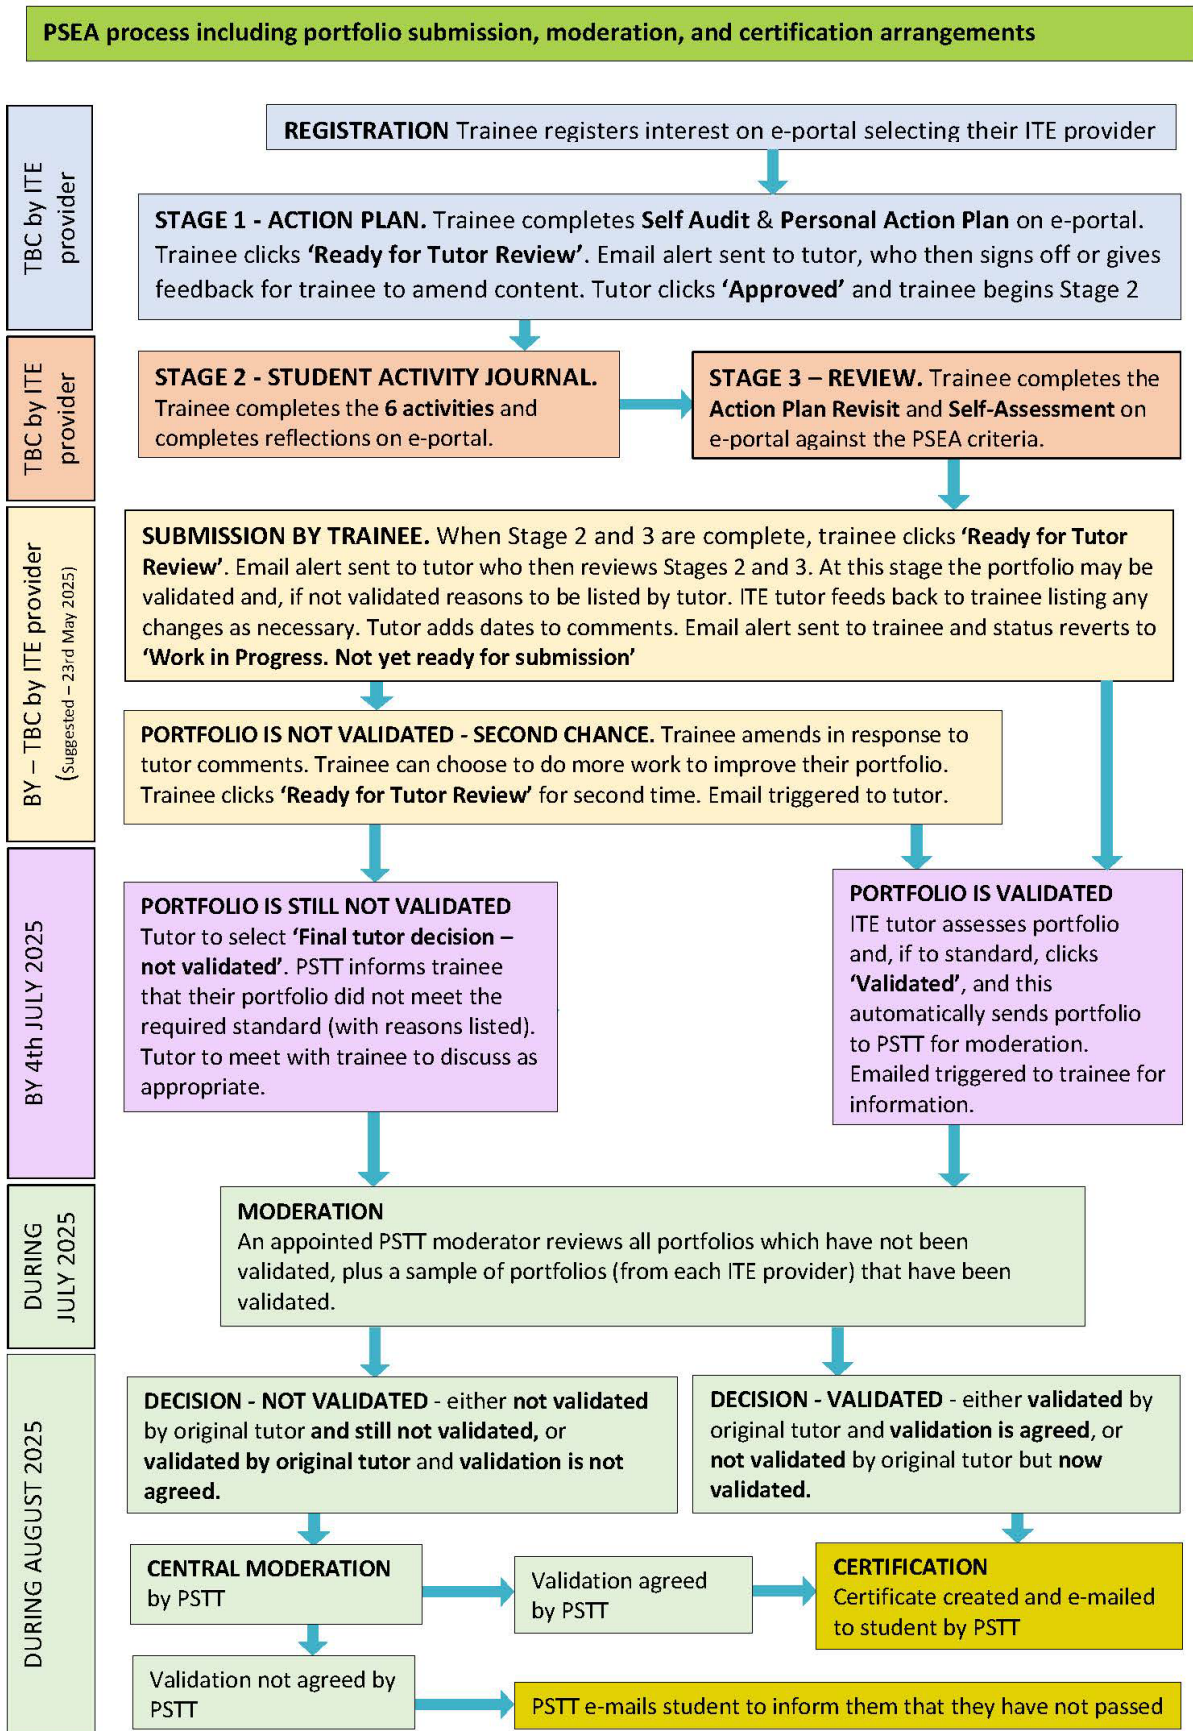 PSEA process including portfolio submission, moderation, and certification arrangements
TBC by ITE
provider
REGISTRATION Trainee registers interest on e-portal selecting their ITE provider
STAGE 1 - ACTION PLAN. Trainee completes Self Audit & Personal Action Plan on e-portal.
Trainee clicks ‘Ready for Tutor Review’. Email alert sent to tutor, who then signs off or gives
feedback for trainee to amend content. Tutor clicks ‘Approved’ and trainee begins Stage 2
TBC by ITE
provider
STAGE 2 - STUDENT ACTIVITY JOURNAL.
Trainee completes the 6 activities and
completes reflections on e-portal.
STAGE 3 – REVIEW. Trainee completes the
Action Plan Revisit and Self-Assessment on
e-portal against the PSEA criteria.
BY – TBC by ITE provider
(Suggested – 23rd May 2025)
SUBMISSION BY TRAINEE. When Stage 2 and 3 are complete, trainee clicks ‘Ready for Tutor
Review’. Email alert sent to tutor who then reviews Stages 2 and 3. At this stage the portfolio may be
validated and, if not validated reasons to be listed by tutor. ITE tutor feeds back to trainee listing any
changes as necessary. Tutor adds dates to comments. Email alert sent to trainee and status reverts to
‘Work in Progress. Not yet ready for submission’
PORTFOLIO IS NOT VALIDATED - SECOND CHANCE. Trainee amends in response to
tutor comments. Trainee can choose to do more work to improve their portfolio.
Trainee clicks ‘Ready for Tutor Review’ for second time. Email triggered to tutor.
BY 4th JULY 2025
PORTFOLIO IS STILL NOT VALIDATED
Tutor to select ‘Final tutor decision –
not validated’. PSTT informs trainee
that their portfolio did not meet the
required standard (with reasons listed).
Tutor to meet with trainee to discuss as
appropriate.
PORTFOLIO IS VALIDATED
ITE tutor assesses portfolio
and, if to standard, clicks
‘Validated’, and this
automatically sends portfolio
to PSTT for moderation.
Emailed triggered to trainee for
information.
DURING
JULY 2025
MODERATION
An appointed PSTT moderator reviews all portfolios which have not been
validated, plus a sample of portfolios (from each ITE provider) that have been
validated.
DURING AUGUST 2025
DECISION - NOT VALIDATED - either not validated
by original tutor and still not validated, or
validated by original tutor and validation is not
agreed.
DECISION - VALIDATED - either validated by
original tutor and validation is agreed, or
not validated by original tutor but now
validated.
CENTRAL MODERATION
by PSTT
Validation agreed
by PSTT
CERTIFICATION
Certificate created and e-mailed
to student by PSTT
Validation not agreed by
PSTT
PSTT e-mails student to inform them that they have not passed